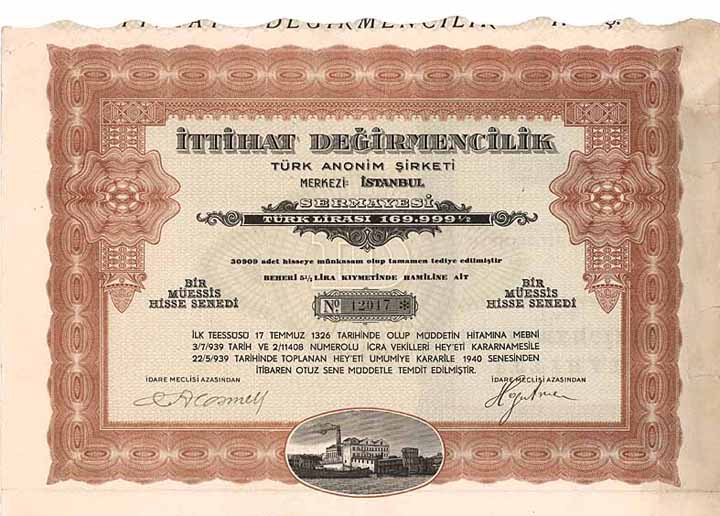 İTTİHAT DEĞİRMENCİLİK
TÜRK ANONİM ŞİRKETİ
MERKEZİ: İSTANBUL
SERMAYESİ
TÜRK LİRASI 169.999 ½
30909 adet hisseye münkasam olup tamamen tediye edilmiştir
BEHERİ 5½ LİRA KIYMETİNDE HAMİLİNE AİT
BİR
MÜESSİS
HİSSE SENEDİ
Nº 12017 ✻
BİR
MÜESSİS
HİSSE SENEDİ
İLK TEESSÜSÜ 17 TEMMUZ 1326 TARİHİNDE OLUP MÜDDETİN HİTAMINA MEBNİ
3/7/939 TARİH VE 2/11408 NUMEROLU İCRA VEKİLLERİ HEY'ETİ KARARNAMESİLE
22/5/939 TARİHİNDE TOPLANAN HEY'ETİ UMUMİYE KARARİLE 1940 SENESİNDEN
İTİBAREN OTUZ SENE MÜDDETLE TEMDİT EDİLMİŞTİR.
İDARE MECLİSİ AZASINDAN
İDARE MECLİSİ AZASINDAN